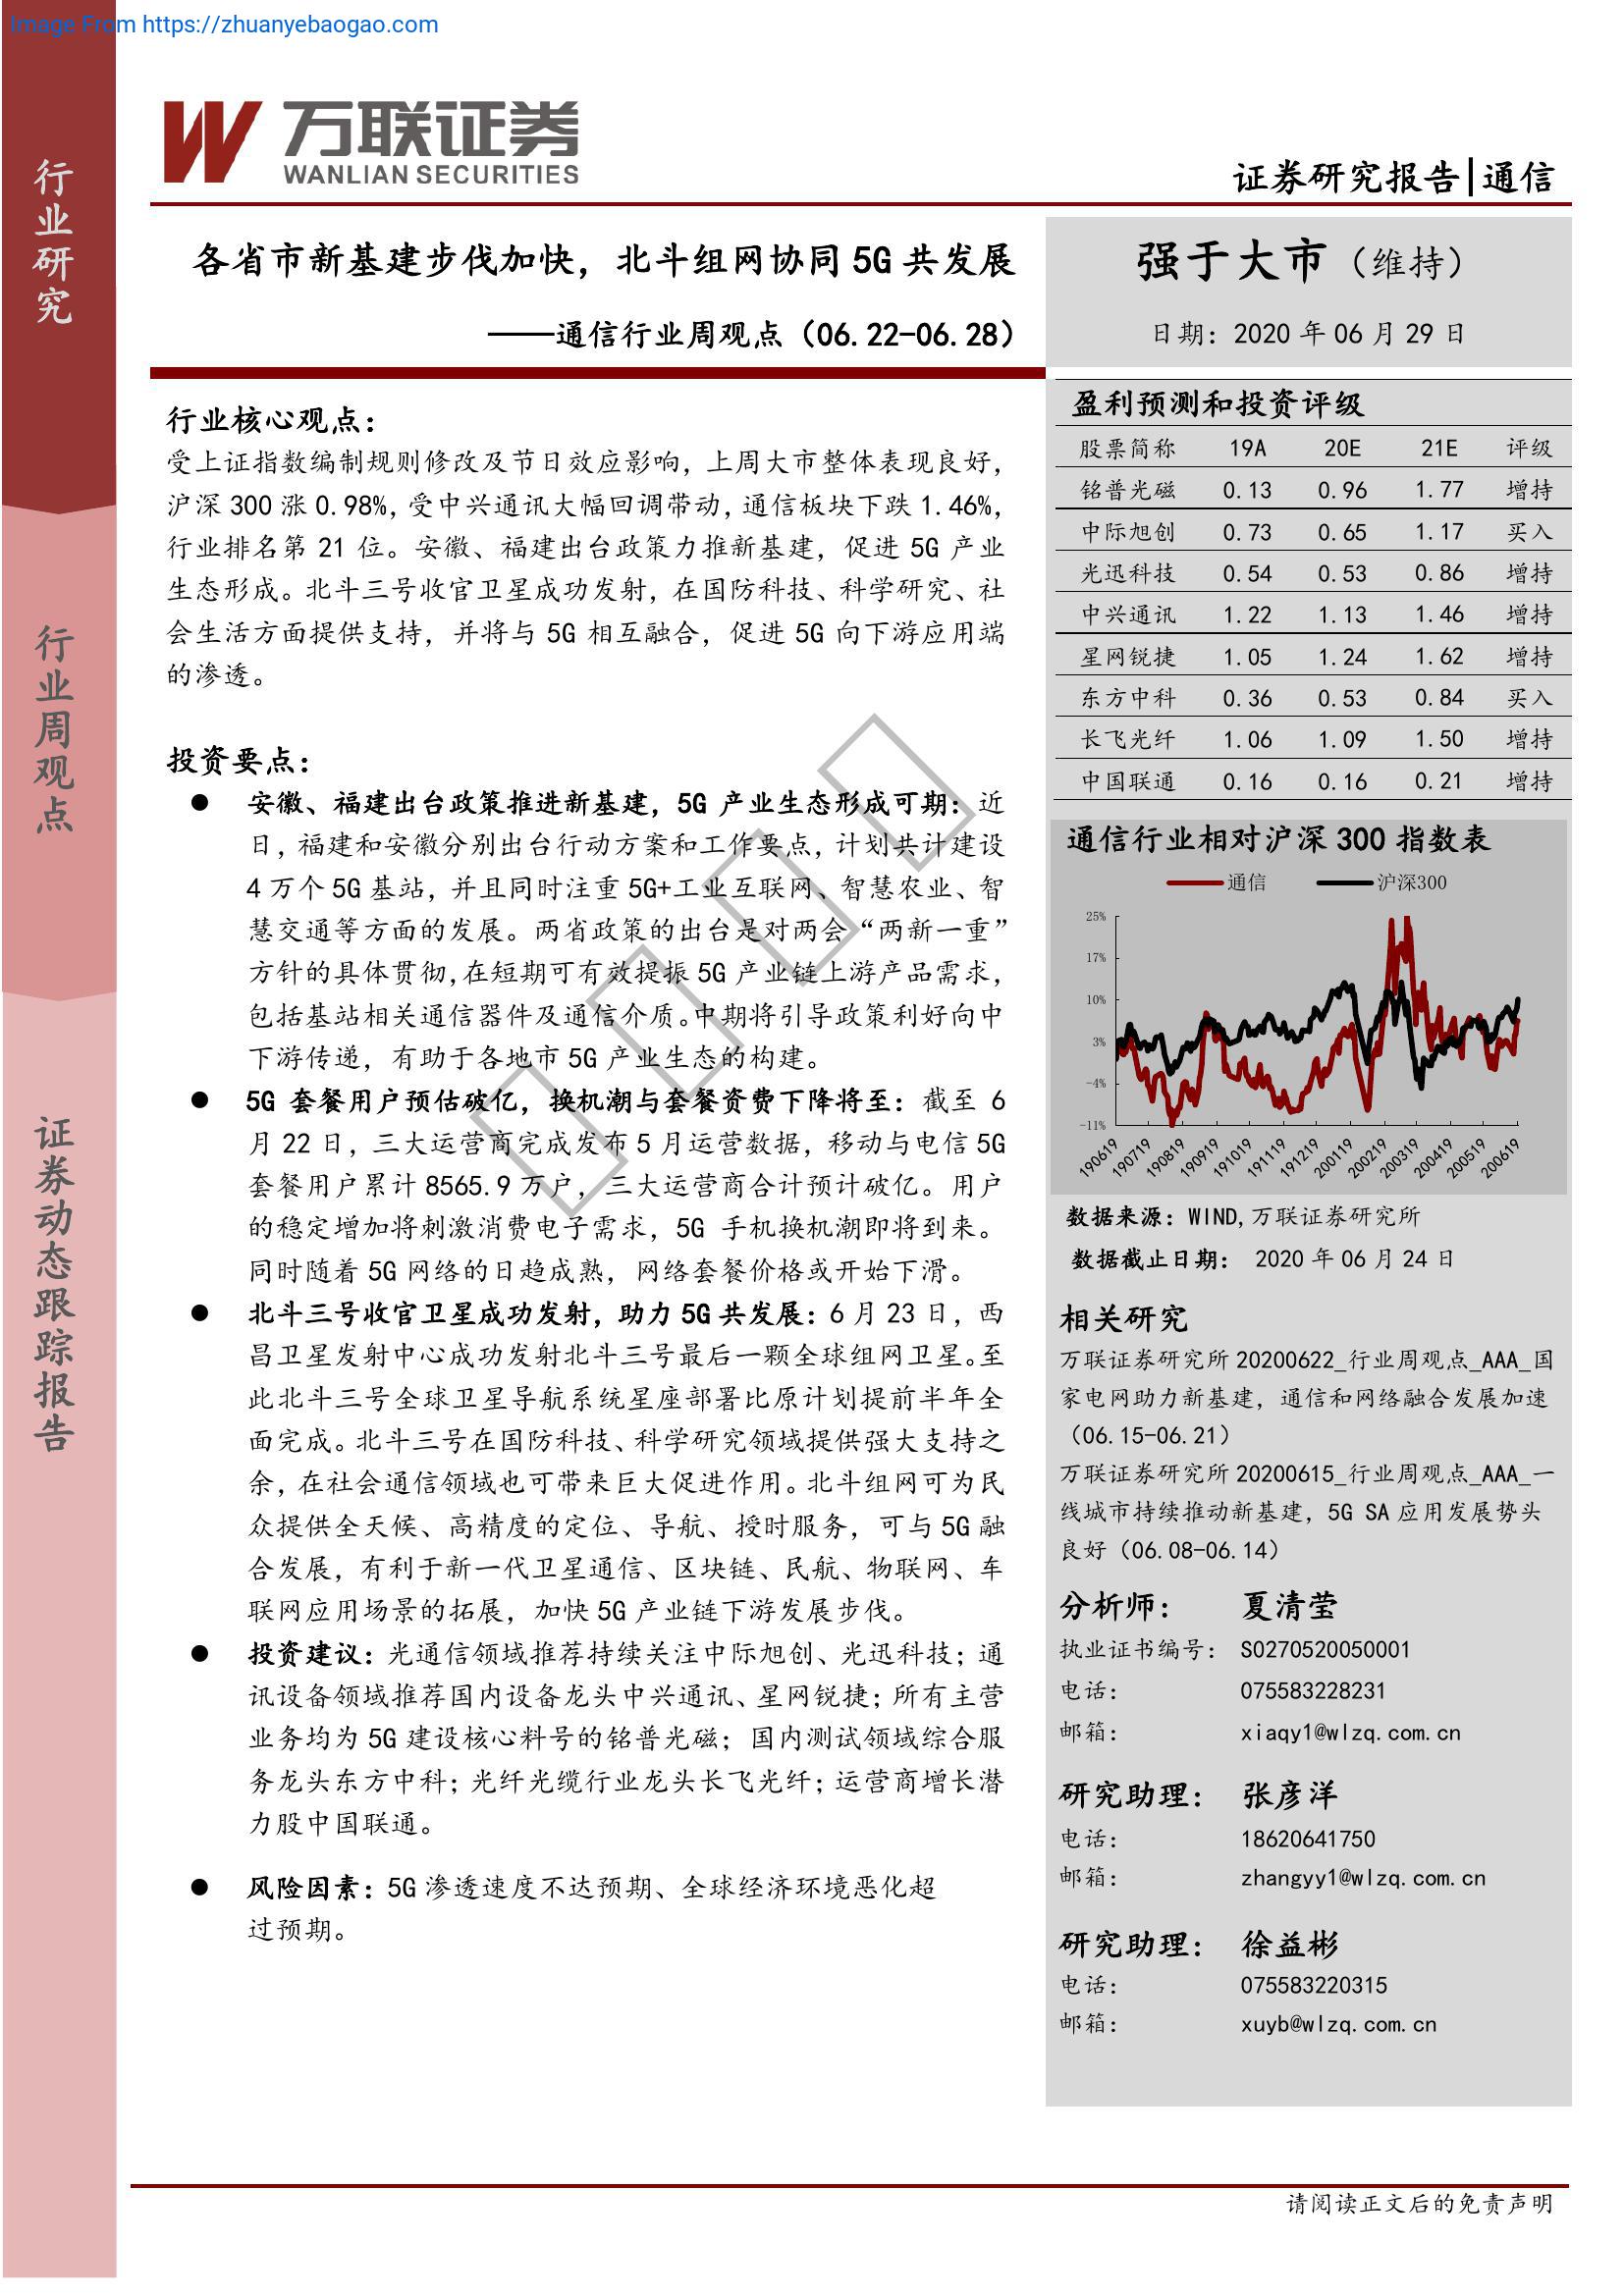 Image From https://zhuanyebaogao.com
万联证券
WANLIAN SECURITIES
证券研究报告|通信
行业研究
行业周观点
证券动态跟踪报告
各省市新基建步伐加快，北斗组网协同 5G 共发展
——通信行业周观点（06.22-06.28）
强于大市（维持）
日期：2020 年 06 月 29 日
行业核心观点：
受上证指数编制规则修改及节日效应影响，上周大市整体表现良好，
沪深 300 涨 0.98%，受中兴通讯大幅回调带动，通信板块下跌 1.46%，
行业排名第 21 位。安徽、福建出台政策力推新基建，促进 5G 产业
生态形成。北斗三号收官卫星成功发射，在国防科技、科学研究、社
会生活方面提供支持，并将与 5G 相互融合，促进 5G 向下游应用端
的渗透。
投资要点：
● 安徽、福建出台政策推进新基建，5G 产业生态形成可期：近
日，福建和安徽分别出台行动方案和工作要点，计划共计建设
4 万个 5G 基站，并且同时注重 5G+工业互联网、智慧农业、智
慧交通等方面的发展。两省政策的出台是对两会“两新一重”
方针的具体贯彻,在短期可有效提振 5G 产业链上游产品需求，
包括基站相关通信器件及通信介质。中期将引导政策利好向中
下游传递，有助于各地市 5G 产业生态的构建。
● 5G 套餐用户预估破亿，换机潮与套餐资费下降将至：截至 6
月 22 日，三大运营商完成发布 5 月运营数据，移动与电信 5G
套餐用户累计 8565.9 万户，三大运营商合计预计破亿。用户
的稳定增加将刺激消费电子需求，5G 手机换机潮即将到来。
同时随着 5G 网络的日趋成熟，网络套餐价格或开始下滑。
● 北斗三号收官卫星成功发射，助力 5G 共发展：6 月 23 日，西
昌卫星发射中心成功发射北斗三号最后一颗全球组网卫星。至
此北斗三号全球卫星导航系统星座部署比原计划提前半年全
面完成。北斗三号在国防科技、科学研究领域提供强大支持之
余，在社会通信领域也可带来巨大促进作用。北斗组网可为民
众提供全天候、高精度的定位、导航、授时服务，可与 5G 融
合发展，有利于新一代卫星通信、区块链、民航、物联网、车
联网应用场景的拓展，加快 5G 产业链下游发展步伐。
● 投资建议：光通信领域推荐持续关注中际旭创、光迅科技；通
讯设备领域推荐国内设备龙头中兴通讯、星网锐捷；所有主营
业务均为 5G 建设核心料号的铭普光磁；国内测试领域综合服
务龙头东方中科；光纤光缆行业龙头长飞光纤；运营商增长潜
力股中国联通。
● 风险因素：5G 渗透速度不达预期、全球经济环境恶化超
过预期。
盈利预测和投资评级
股票简称 19A 20E 21E 评级
铭普光磁 0.13 0.96 1.77 增持
中际旭创 0.73 0.65 1.17 买入
光迅科技 0.54 0.53 0.86 增持
中兴通讯 1.22 1.13 1.46 增持
星网锐捷 1.05 1.24 1.62 增持
东方中科 0.36 0.53 0.84 买入
长飞光纤 1.06 1.09 1.50 增持
中国联通 0.16 0.16 0.21 增持
通信行业相对沪深 300 指数表
通信 沪深300
25%
17%
10%
3%
-4%
-11%
190619 190719 190819 190919 191019 191119 191219 200119 200219 200319 200419 200519 200619
数据来源：WIND,万联证券研究所
数据截止日期： 2020 年 06 月 24 日
相关研究
万联证券研究所 20200622_行业周观点_AAA_国
家电网助力新基建，通信和网络融合发展加速
（06.15-06.21）
万联证券研究所 20200615_行业周观点_AAA_一
线城市持续推动新基建，5G SA 应用发展势头
良好（06.08-06.14）
分析师： 夏清莹
执业证书编号： S0270520050001
电话： 075583228231
邮箱： xiaqy1@wlzq.com.cn
研究助理： 张彦洋
电话： 18620641750
邮箱： zhangyy1@wlzq.com.cn
研究助理： 徐益彬
电话： 075583220315
邮箱： xuyb@wlzq.com.cn
请阅读正文后的免责声明